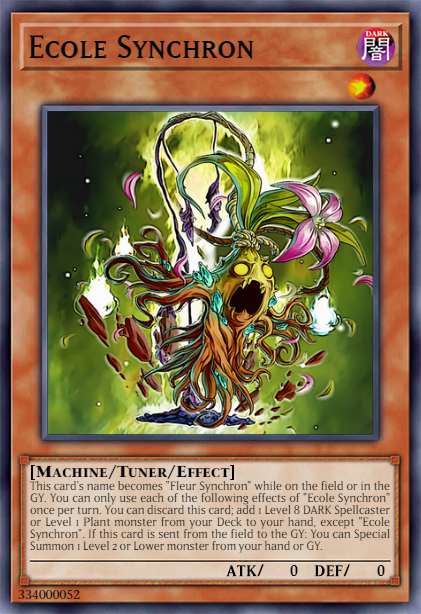 Ecole Synchron
DARK
闇
[Machine/Tuner/Effect]
This card's name becomes "Fleur Synchron" while on the field or in the
GY. You can only use each of the following effects of "Ecole Synchron"
once per turn. You can discard this card; add 1 Level 8 DARK Spellcaster
or Level 1 Plant monster from your Deck to your hand, except "Ecole
Synchron". If this card is sent from the field to the GY: You can Special
Summon 1 Level 2 or Lower monster from your hand or GY.
ATK/ 0 DEF/ 0
334000052